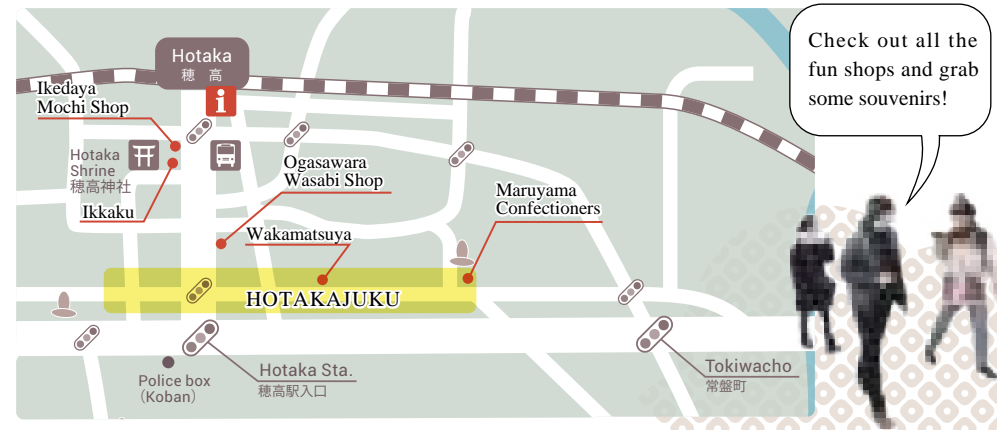 Hotaka
穂 高
Ikedaya
Mochi Shop
Hotaka
Shrine
穂高神社
Ikkaku
Ogasawara
Wasabi Shop
Wakamatsuya
Maruyama
Confectioners
HOTAKAJUKU
Police box
(Koban)
Hotaka Sta.
穂高駅入口
Tokiwacho
常盤町
Check out all the
fun shops and grab
some souvenirs!